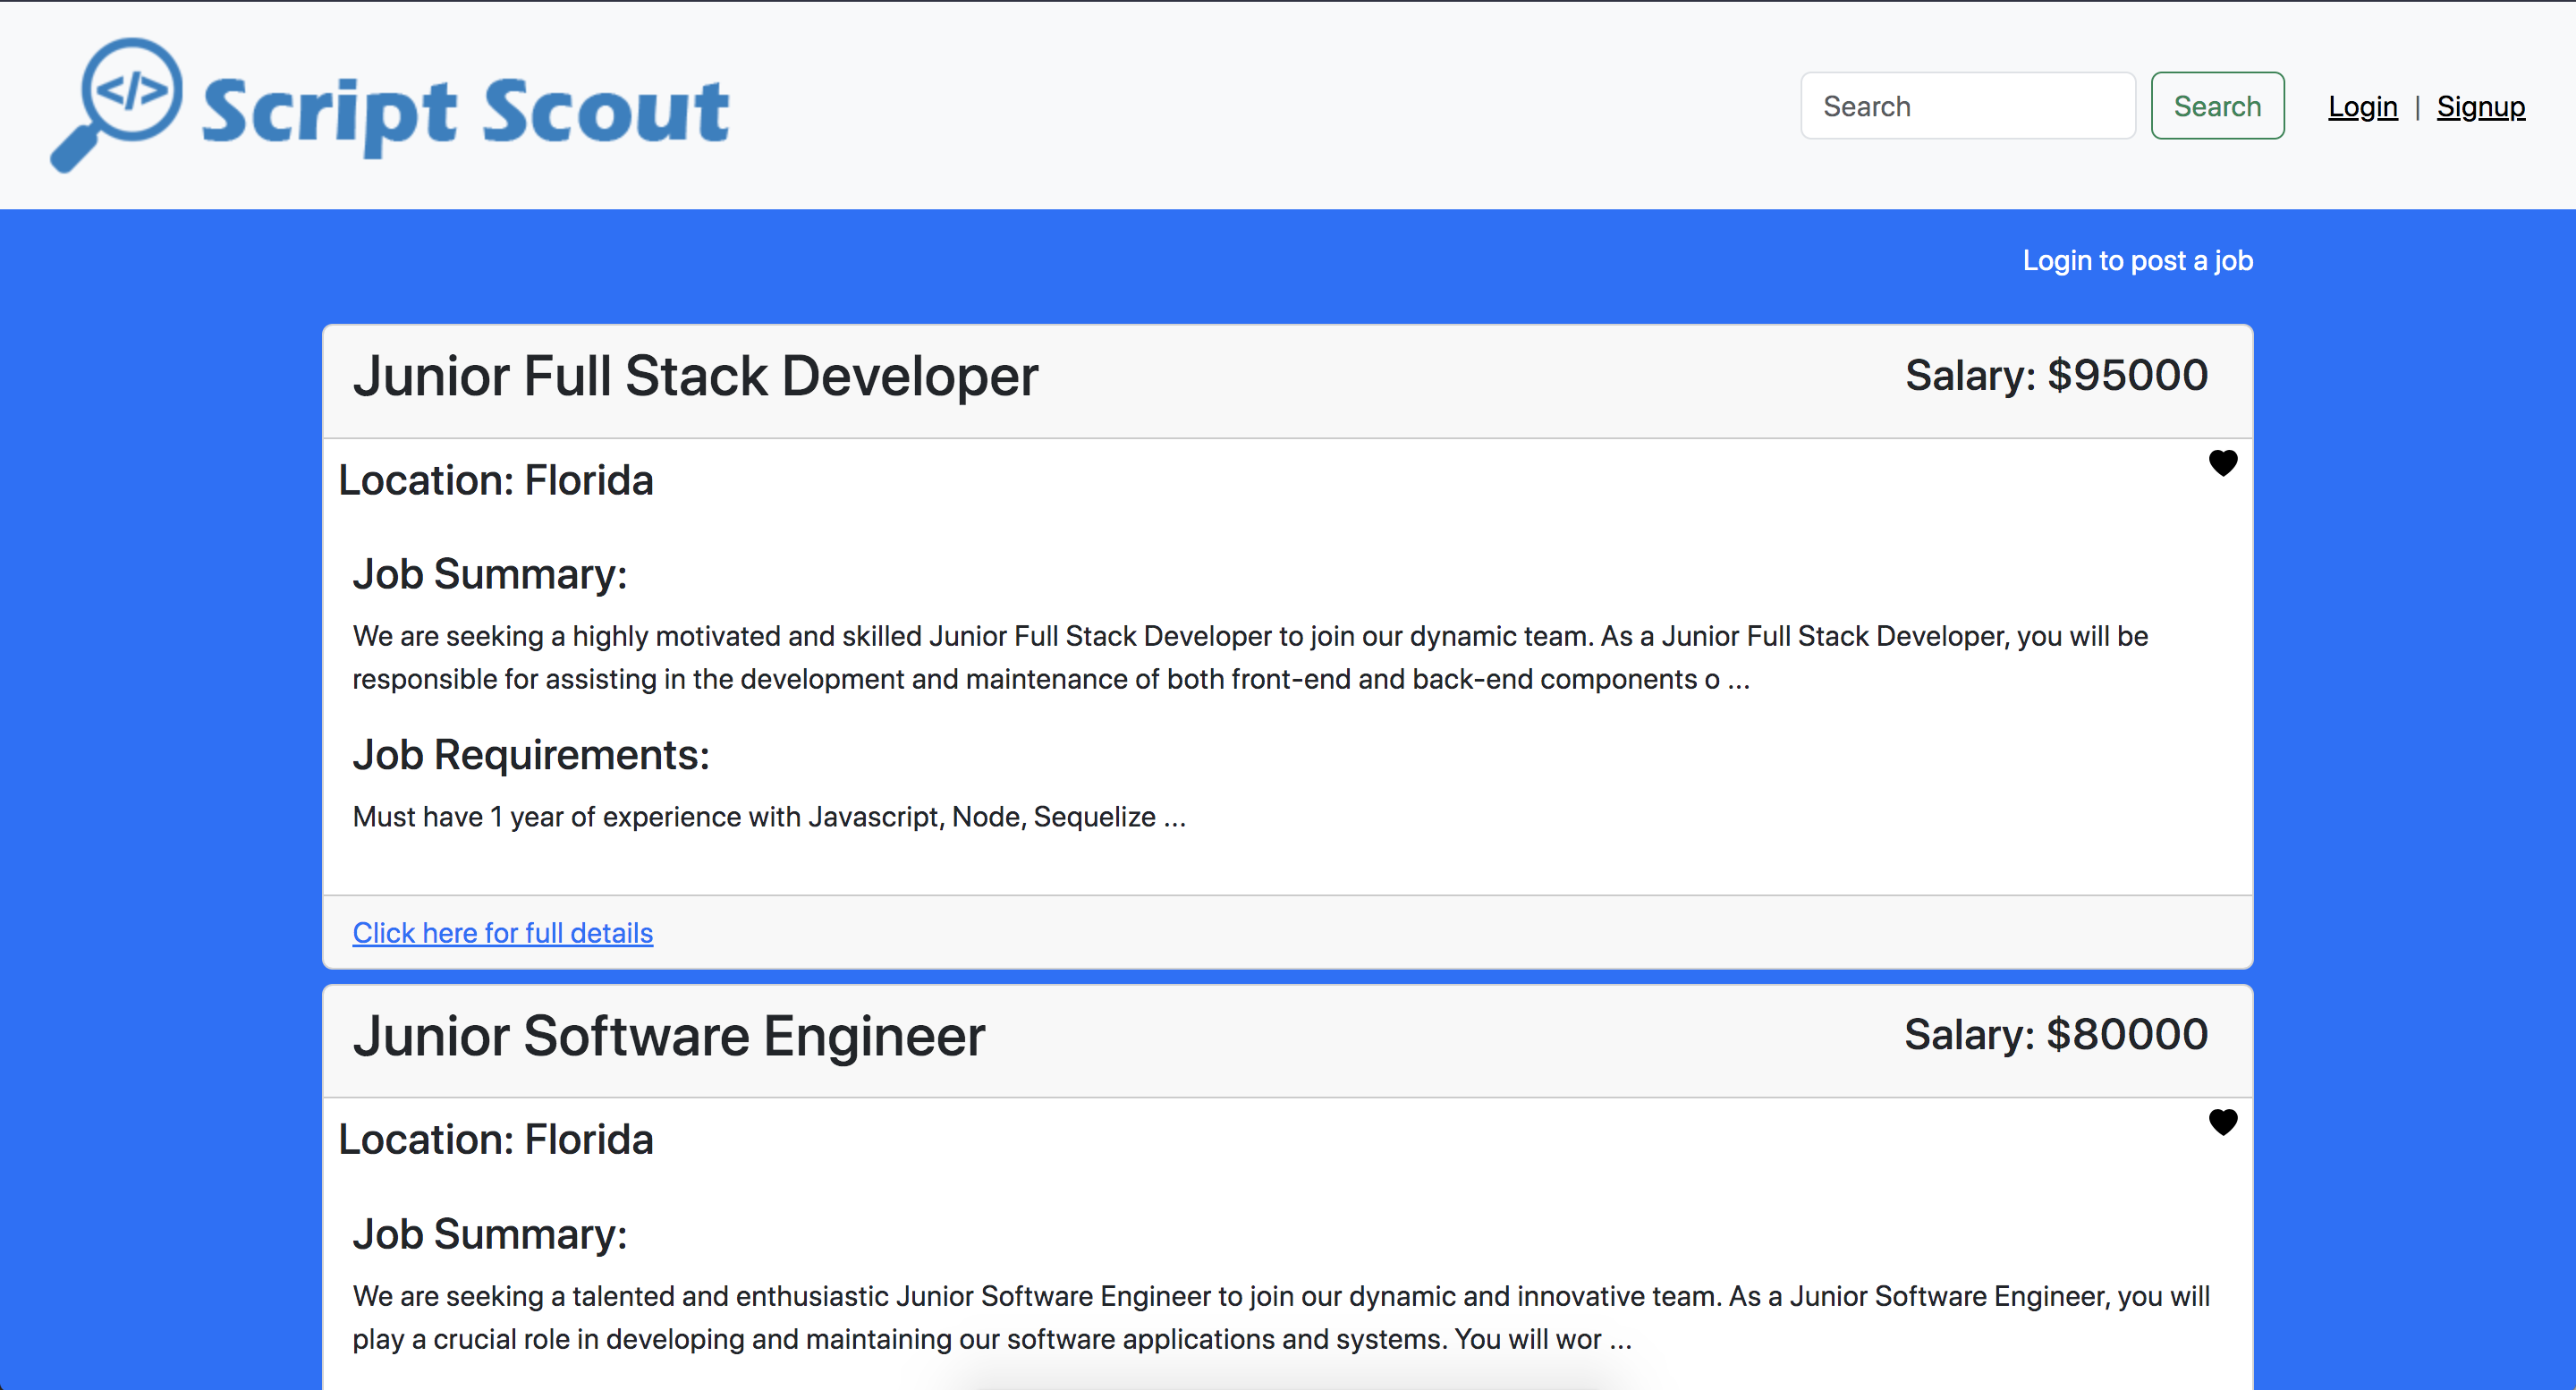 </> Script Scout
Search
Search
Login | Signup
Login to post a job
Junior Full Stack Developer
Salary: $95000
Location: Florida
Job Summary:
We are seeking a highly motivated and skilled Junior Full Stack Developer to join our dynamic team. As a Junior Full Stack Developer, you will be
responsible for assisting in the development and maintenance of both front-end and back-end components o ...
Job Requirements:
Must have 1 year of experience with Javascript, Node, Sequelize ...
Click here for full details
Junior Software Engineer
Salary: $80000
Location: Florida
Job Summary:
We are seeking a talented and enthusiastic Junior Software Engineer to join our dynamic and innovative team. As a Junior Software Engineer, you will
play a crucial role in developing and maintaining our software applications and systems. You will wor ...